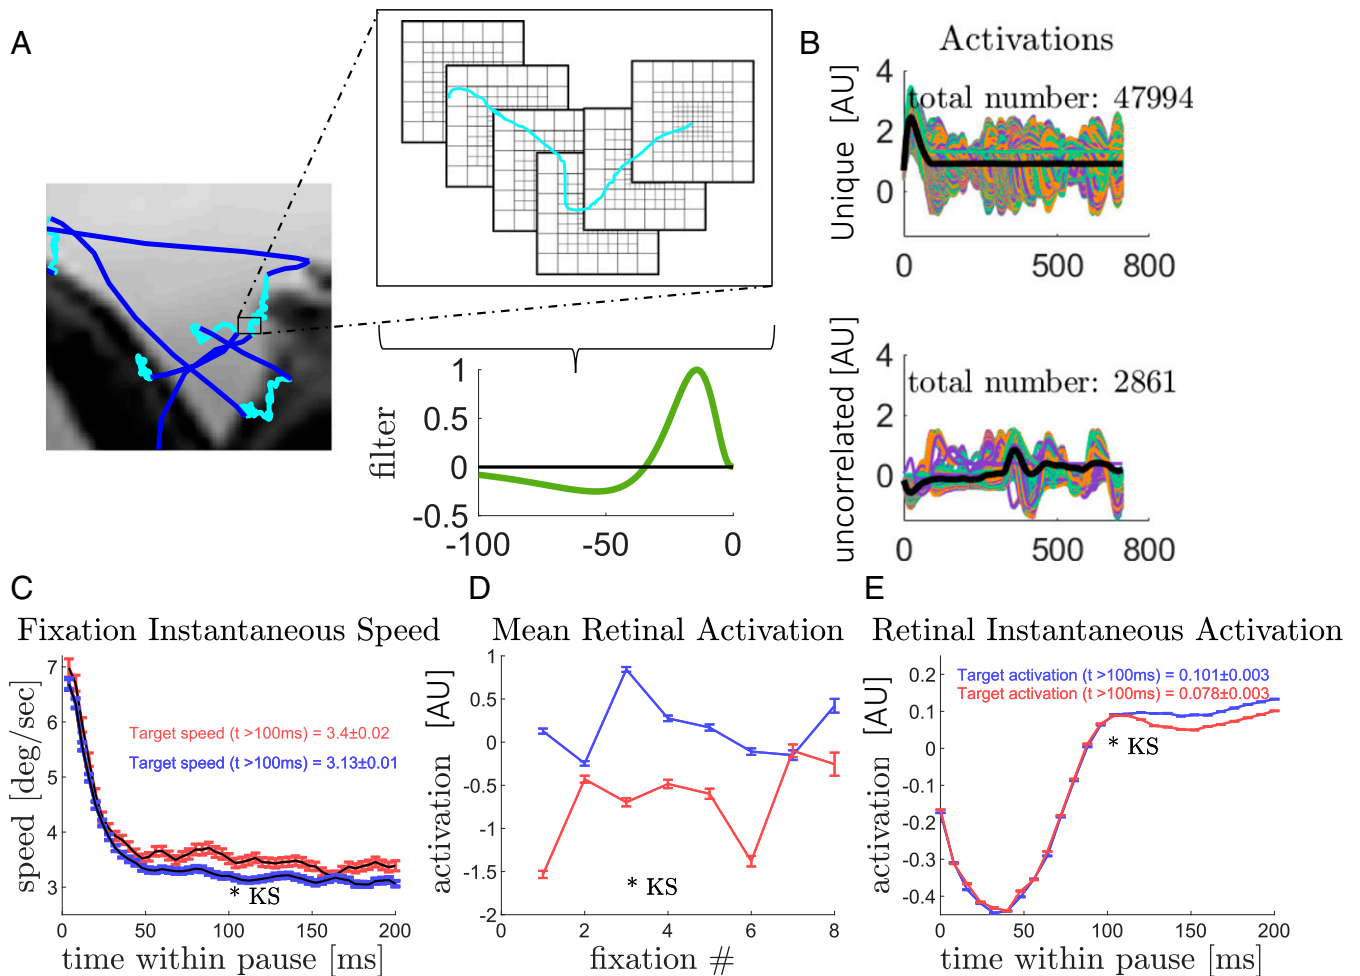 A
filter
1
0.5
0
-0.5
-100
-50
0
B
Activations
Unique [AU]
total number: 47994
4
2
0
0
500
800
uncorrelated [AU]
total number: 2861
4
2
0
0
500
800
C
Fixation Instantaneous Speed
speed [deg/sec]
7
6
5
4
3
Target speed (t >100ms) = 3.4±0.02
Target speed (t >100ms) = 3.13±0.01
* KS
0
50
100
150
200
time within pause [ms]
D
Mean Retinal Activation
activation [AU]
1
0.5
0
-0.5
-1
-1.5
-2
* KS
0
2
4
6
8
fixation #
E
Retinal Instantaneous Activation
activation [AU]
Target activation (t >100ms) = 0.101±0.003
Target activation (t >100ms) = 0.078±0.003
0.2
0.1
0
-0.1
-0.2
-0.3
-0.4
* KS
0
50
100
150
200
time within pause [ms]